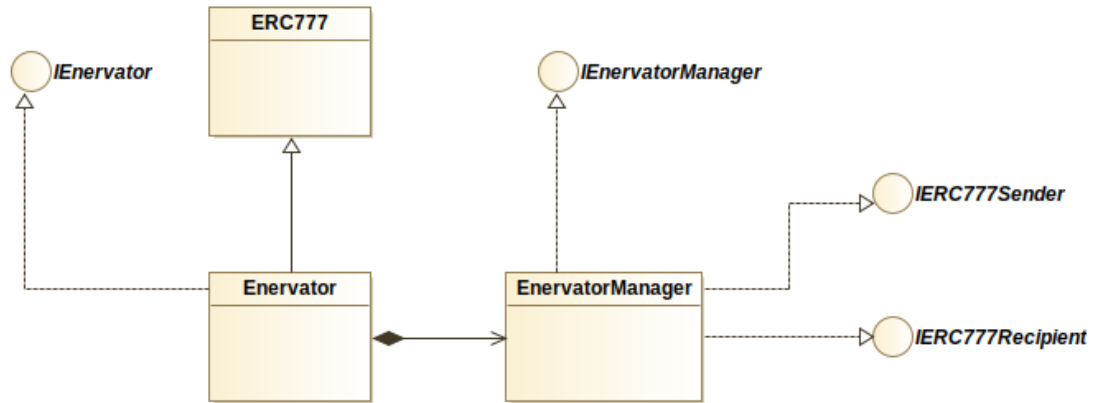 ERC777
IEnervator
IEnervatorManager
IERC777Sender
Enervator
EnervatorManager
IERC777Recipient